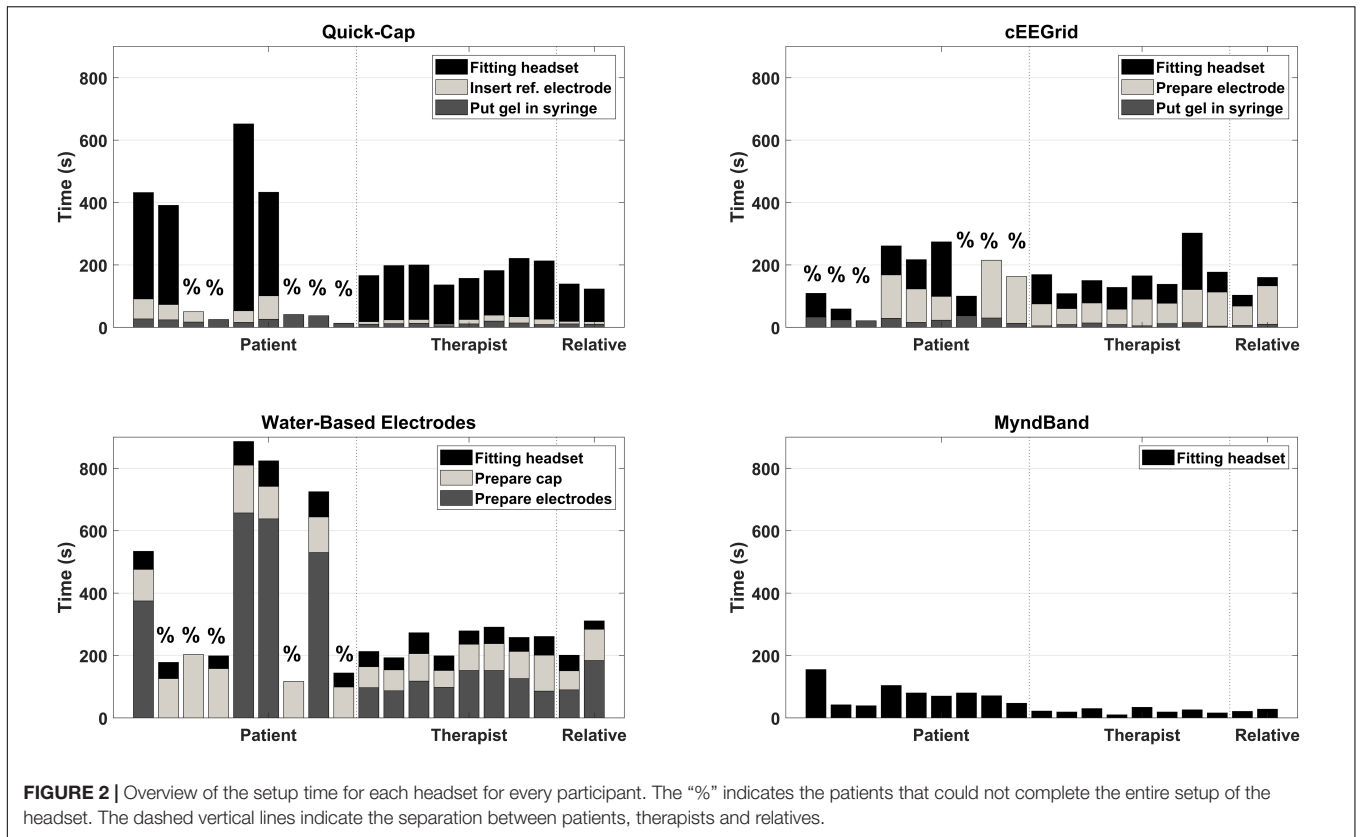 Quick-Cap
Fitting headset
Insert ref. electrode
Put gel in syringe
Time (s)
800
600
400
200
0
% % % % %
Patient Therapist Relative
cEEGrid
Fitting headset
Prepare electrode
Put gel in syringe
Time (s)
800
600
400
200
0
% % % % % %
Patient Therapist Relative
Water-Based Electrodes
Fitting headset
Prepare cap
Prepare electrodes
Time (s)
800
600
400
200
0
% % % % %
Patient Therapist Relative
MyndBand
Fitting headset
Time (s)
800
600
400
200
0
Patient Therapist Relative
FIGURE 2 | Overview of the setup time for each headset for every participant. The “%” indicates the patients that could not complete the entire setup of the
headset. The dashed vertical lines indicate the separation between patients, therapists and relatives.